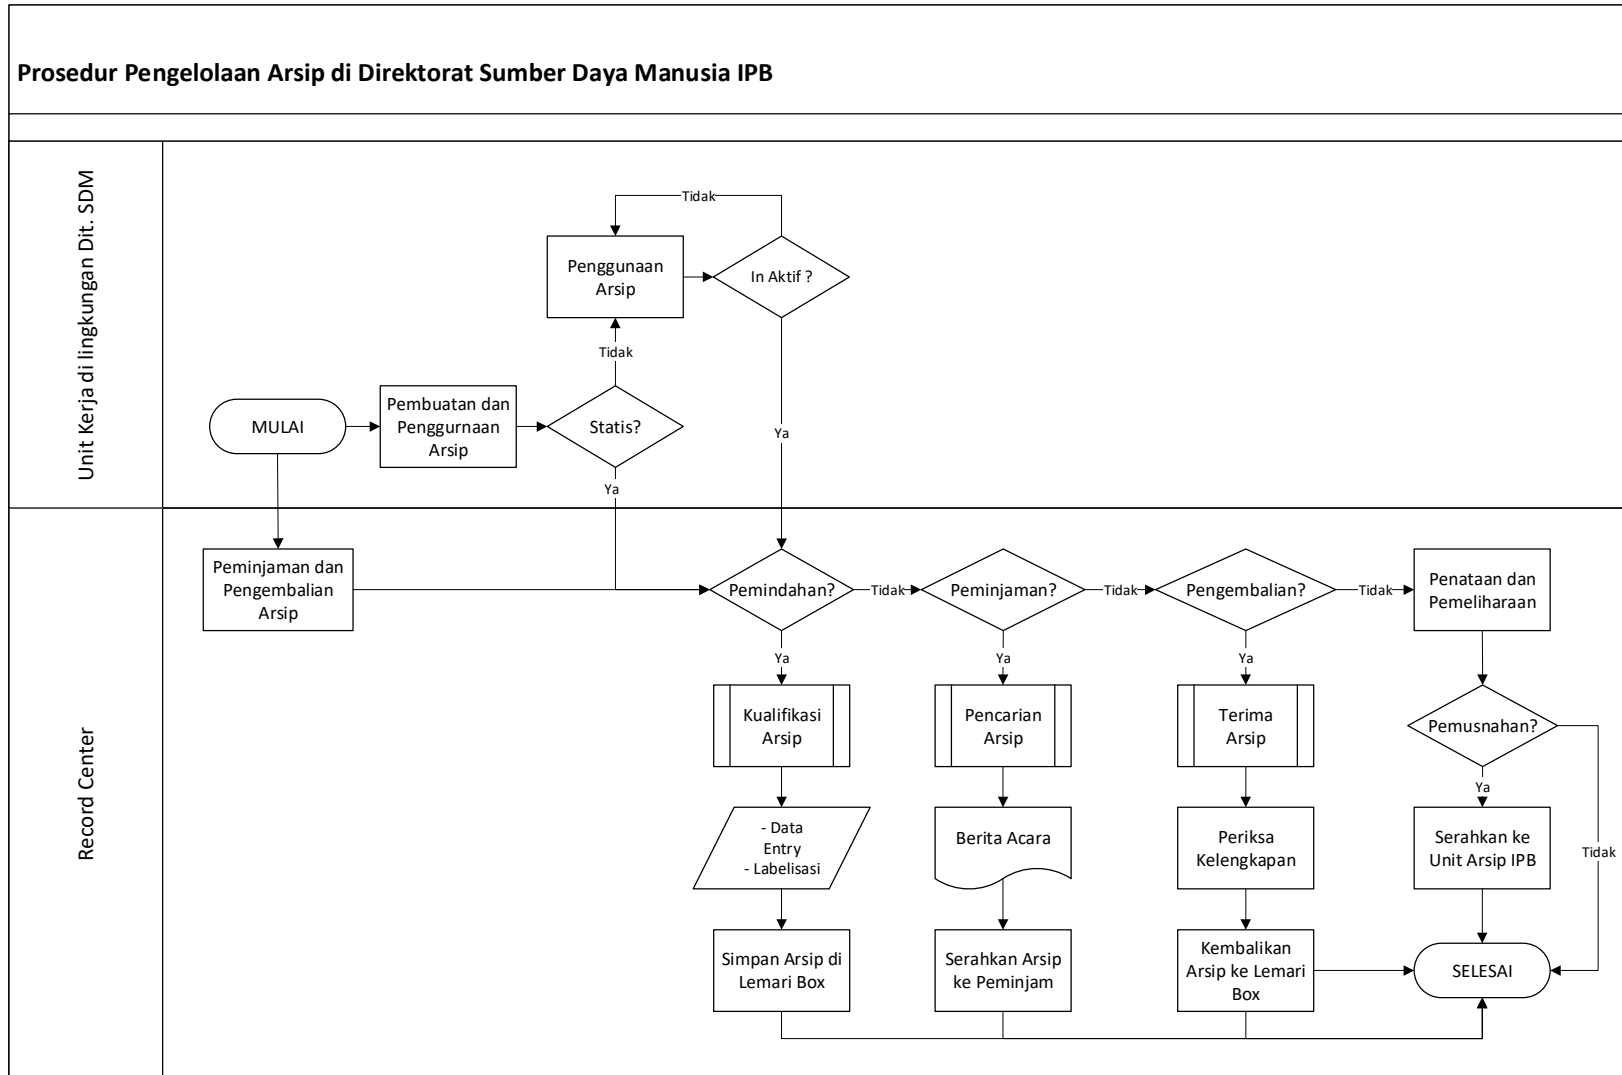 Prosedur Pengelolaan Arsip di Direktorat Sumber Daya Manusia IPB
Unit Kerja di lingkungan Dit. SDM
Tidak
Penggunaan
Arsip
In Aktif ?
Tidak
MULAI
Pembuatan dan
Penggurnaan
Arsip
Statis?
Ya
Ya
Record Center
Peminjaman dan
Pengembalian
Arsip
Pemindahan?
Tidak
Peminjaman?
Tidak
Pengembalian?
Tidak
Penataan dan
Pemeliharaan
Ya
Ya
Ya
Kualifikasi
Arsip
Pencarian
Arsip
Terima
Arsip
Pemusnahan?
Ya
Tidak
- Data
Entry
- Labelisasi
Berita Acara
Periksa
Kelengkapan
Serahkan ke
Unit Arsip IPB
Simpan Arsip di
Lemari Box
Serahkan Arsip
ke Peminjam
Kembalikan
Arsip ke Lemari
Box
SELESAI